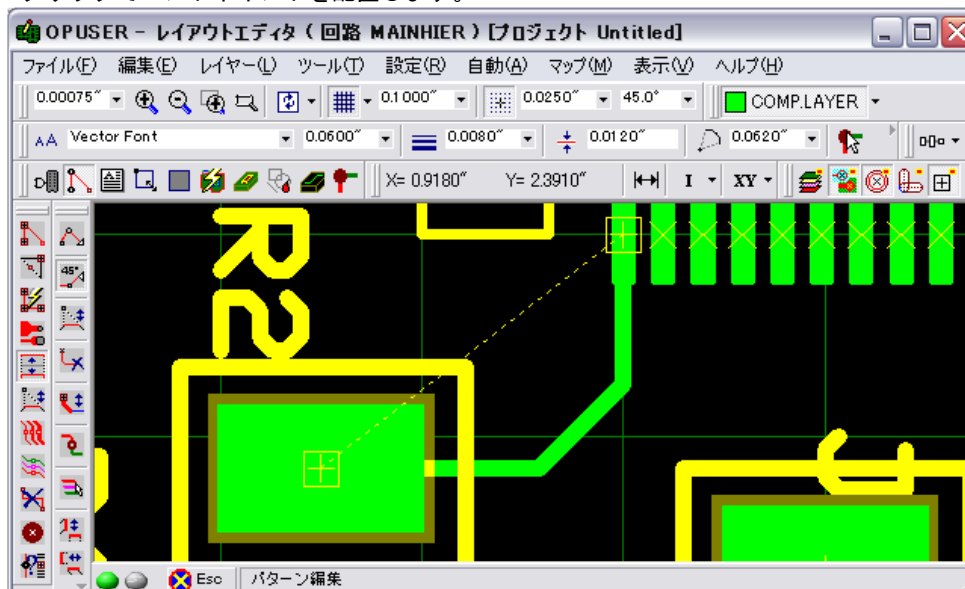 OPUSER - レイアウトエディタ ( 回路 MAINHIER ) [プロジェクト Untitled]
ファイル(F) 編集(E) レイヤー(L) ツール(T) 設定(R) 自動(A) マップ(M) 表示(V) ヘルプ(H)
0.00075" 0.1000" 0.0250" 45.0° COMP.LAYER
AA Vector Font 0.0600" 0.0080" 0.0120" 0.0620"
X= 0.9180" Y= 2.3910" I XY
45°
R2
Esc パターン編集